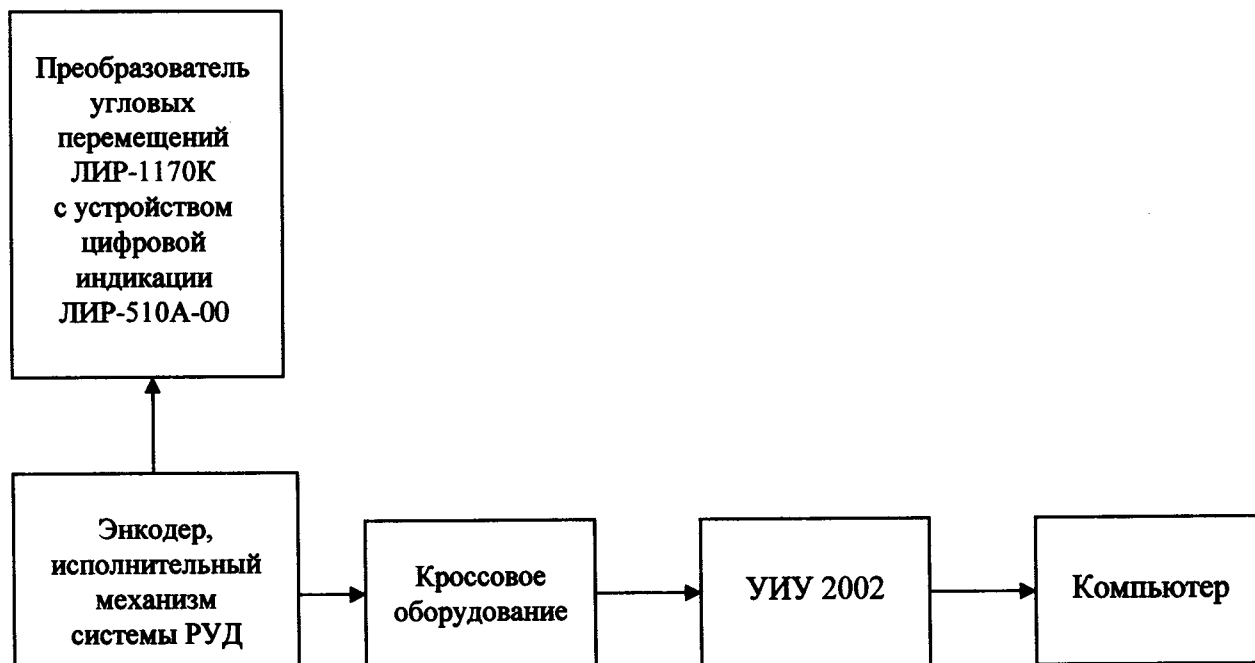 Преобразователь
угловых
перемещений
ЛИР-1170К
с устройством
цифровой
индикации
ЛИР-510А-00
Энкодер,
исполнительный
механизм
системы РУД
Кроссовое
оборудование
УИУ 2002
Компьютер